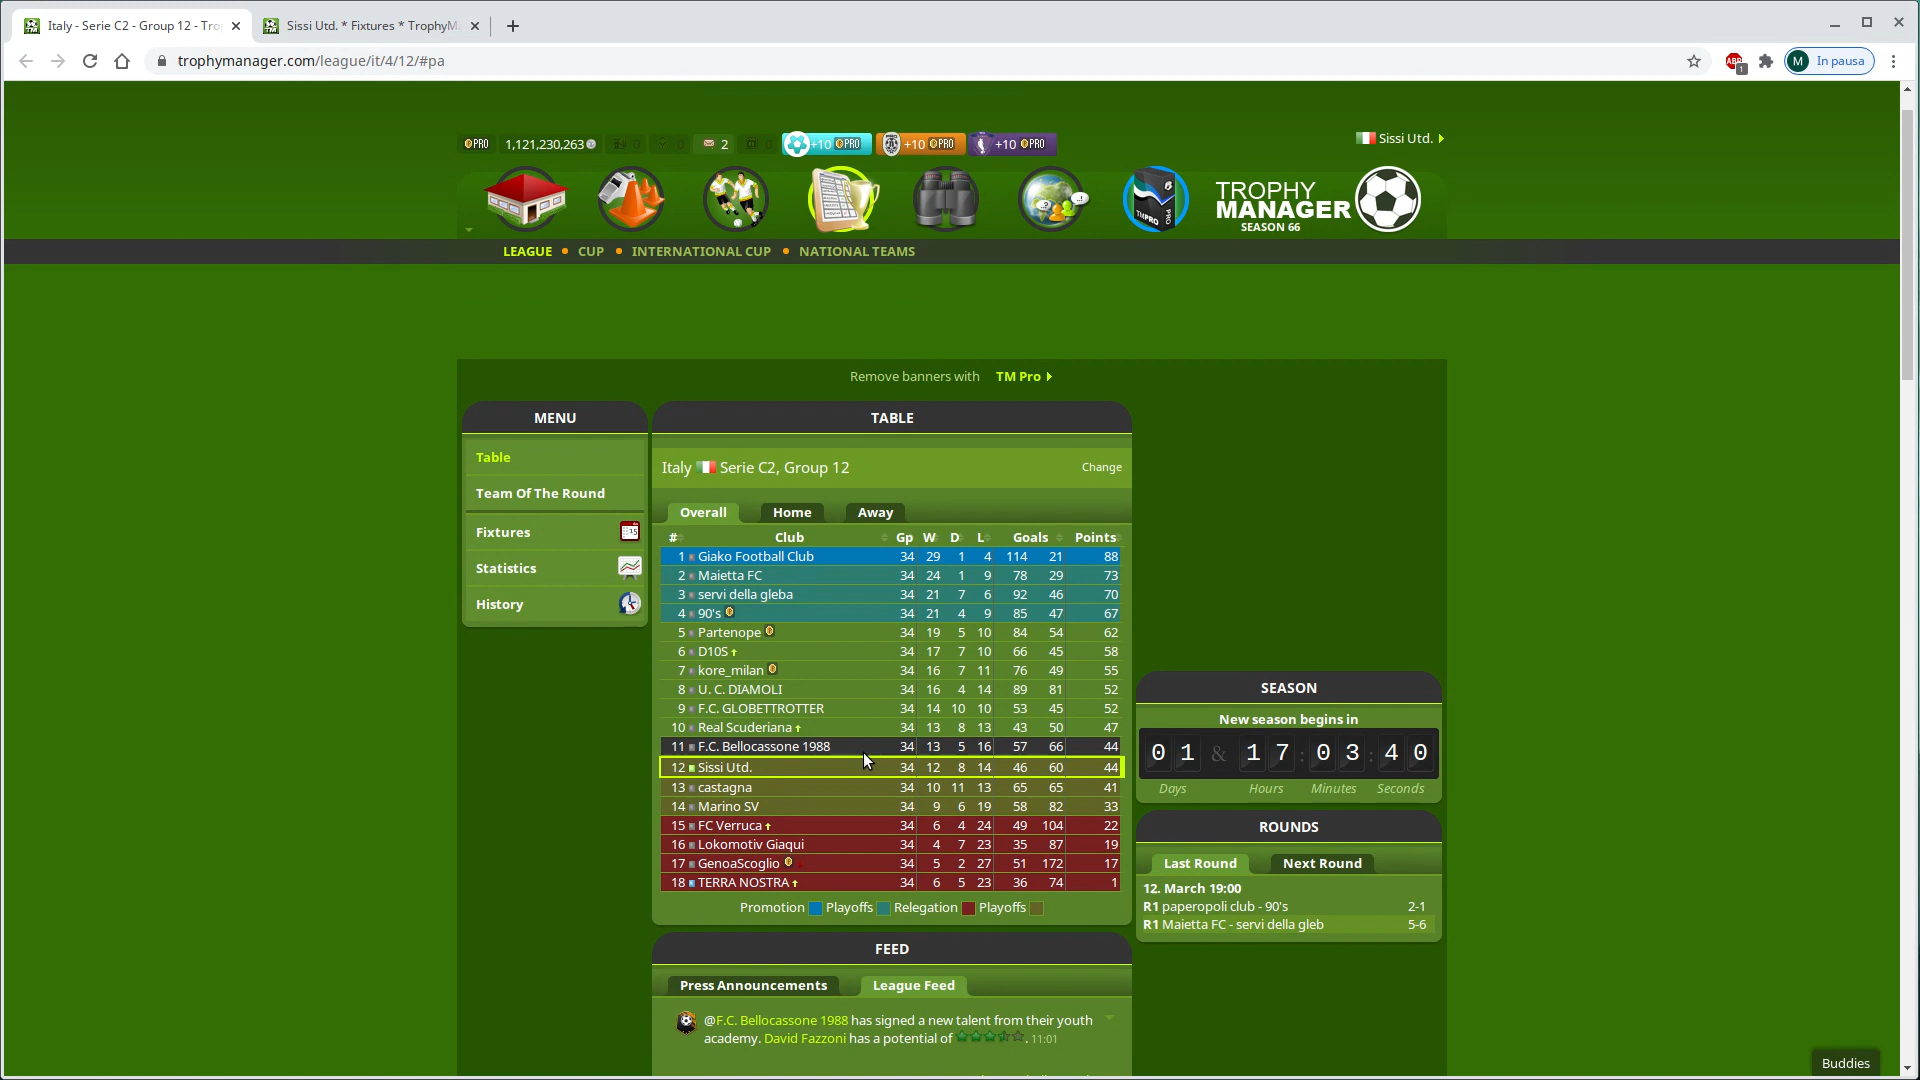 Italy - Serie C2 - Group 12 - Tro
Sissi Utd. * Fixtures * TrophyMa
trophymanager.com/league/it/4/12/#pa
ABP 1
M In pausa
PRO 1,121,230,263 2 +10 PRO +10 PRO +10 PRO
Sissi Utd.
TROPHY
MANAGER
SEASON 66
LEAGUE • CUP • INTERNATIONAL CUP • NATIONAL TEAMS
Remove banners with TM Pro
MENU
Table
Team Of The Round
Fixtures
Statistics
History
TABLE
Italy Serie C2, Group 12 Change
Overall Home Away
# Club Gp W D L Goals Points
1 Giako Football Club 34 29 1 4 114 21 88
2 Maietta FC 34 24 1 9 78 29 73
3 servi della gleba 34 21 7 6 92 46 70
4 90's 34 21 4 9 85 47 67
5 Partenope 34 19 5 10 84 54 62
6 D10S 34 17 7 10 66 45 58
7 kore_milan 34 16 7 11 76 49 55
8 U. C. DIAMOLI 34 16 4 14 89 81 52
9 F.C. GLOBETTROTTER 34 14 10 10 53 45 52
10 Real Scuderiana 34 13 8 13 43 50 47
11 F.C. Bellocassone 1988 34 13 5 16 57 66 44
12 Sissi Utd. 34 12 8 14 46 60 44
13 castagna 34 10 11 13 65 65 41
14 Marino SV 34 9 6 19 58 82 33
15 FC Verruca 34 6 4 24 49 104 22
16 Lokomotiv Giaqui 34 4 7 23 35 87 19
17 GenoaScoglio 34 5 2 27 51 172 17
18 TERRA NOSTRA 34 6 5 23 36 74 1
Promotion Playoffs Relegation Playoffs
FEED
Press Announcements League Feed
@F.C. Bellocassone 1988 has signed a new talent from their youth
academy. David Fazzoni has a potential of . 11:01
SEASON
New season begins in
01 & 17 : 03 : 40
Days Hours Minutes Seconds
ROUNDS
Last Round Next Round
12. March 19:00
R1 paperopoli club - 90's 2-1
R1 Maietta FC - servi della gleb 5-6
Buddies